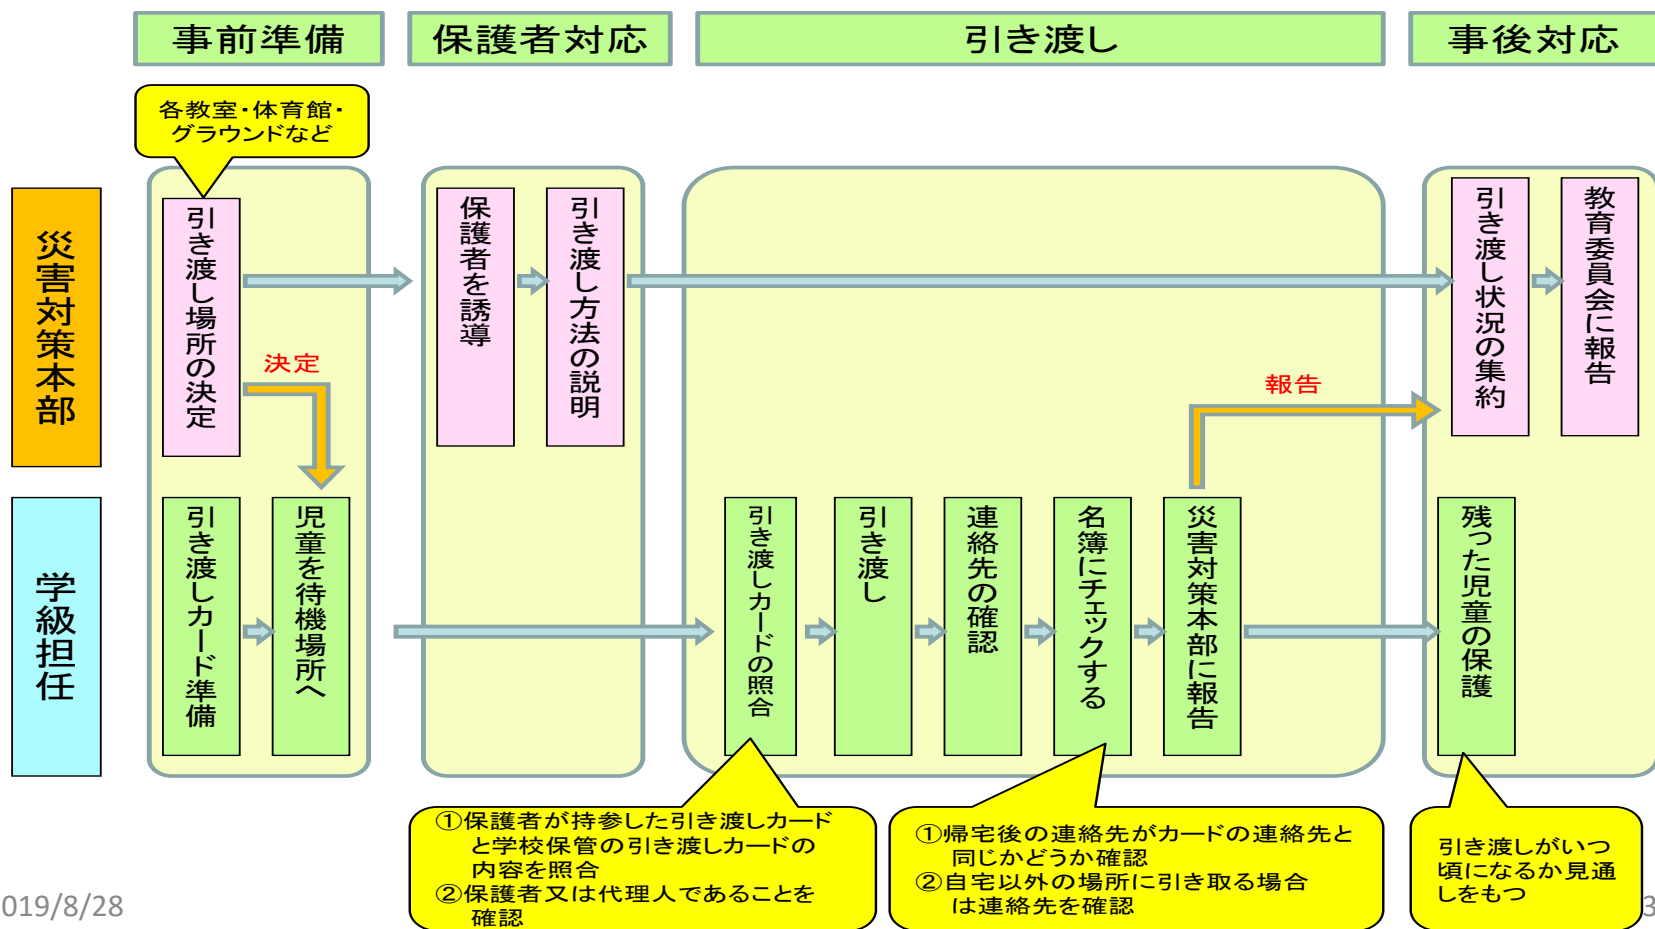 事前準備
保護者対応
引き渡し
事後対応
各教室・体育館・
グラウンドなど
災害対策本部
引き渡し場所の決定
決定
保護者を誘導
引き渡し方法の説明
報告
引き渡し状況の集約
教育委員会に報告
学級担任
引き渡しカード準備
児童を待機場所へ
引き渡しカードの照合
引き渡し
連絡先の確認
名簿にチェックする
災害対策本部に報告
残った児童の保護
①保護者が持参した引き渡しカード
と学校保管の引き渡しカードの
内容を照合
②保護者又は代理人であることを
確認
①帰宅後の連絡先がカードの連絡先と
同じかどうか確認
②自宅以外の場所に引き取る場合
は連絡先を確認
引き渡しがいつ
頃になるか見通
しをもつ
019/8/28
3